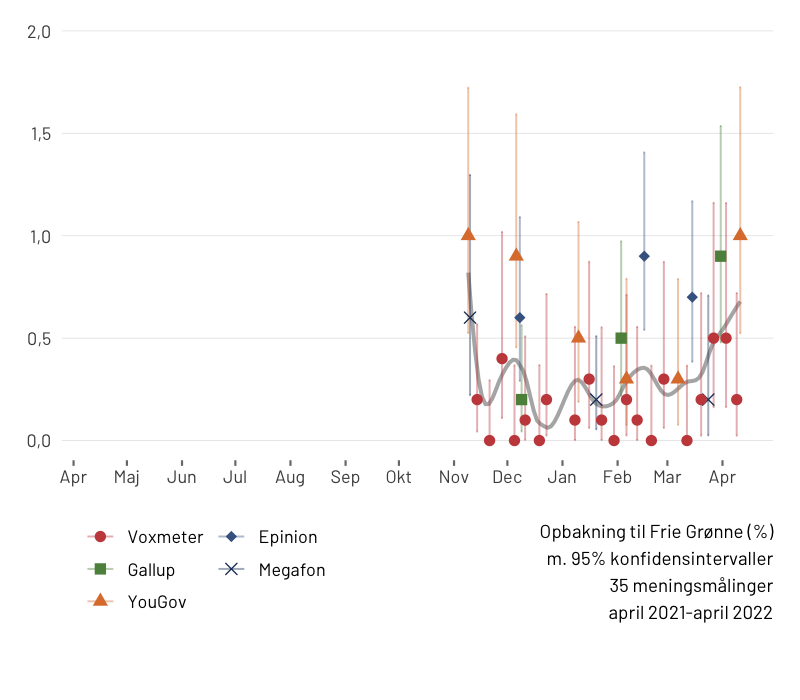 2,0
1,5
1,0
0,5
0,0
Apr Maj Jun Jul Aug Sep Okt Nov Dec Jan Feb Mar Apr
Voxmeter Epinion
Gallup Megafon
YouGov
Opbakning til Frie Grønne (%)
m. 95% konfidensintervaller
35 meningsmålinger
april 2021-april 2022